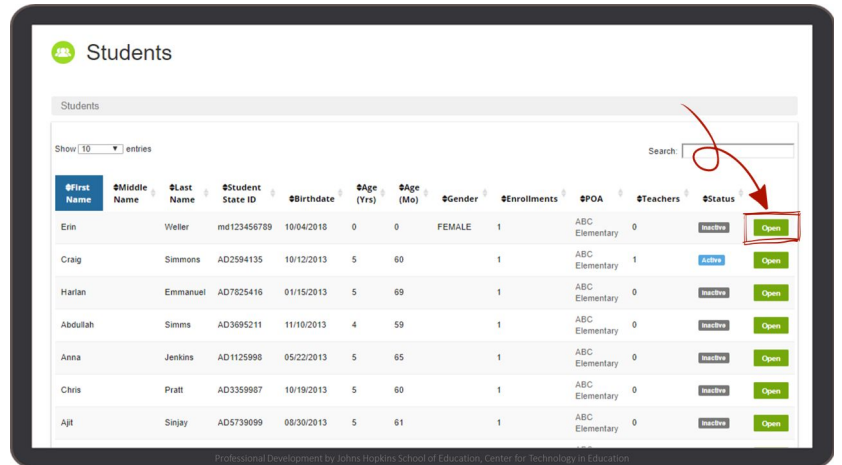 Students
Students
Show 10 entries
Search:
First Name Middle Name Last Name Student State ID Birthdate Age (Yrs) Age (Mo) Gender Enrollments POA Teachers Status
Erin Weller md123456789 10/04/2018 0 0 FEMALE 1 ABC Elementary 0 Inactive Open
Craig Simmons AD2594135 10/12/2013 5 60 1 ABC Elementary 1 Active Open
Harlan Emmanuel AD7825416 01/15/2013 5 69 1 ABC Elementary 0 Inactive Open
Abdullah Simms AD3695211 11/10/2013 4 59 1 ABC Elementary 0 Inactive Open
Anna Jenkins AD1125998 05/22/2013 5 65 1 ABC Elementary 0 Inactive Open
Chris Pratt AD3359987 10/19/2013 5 60 1 ABC Elementary 0 Inactive Open
Ajit Sinjay AD5739099 08/30/2013 5 61 1 ABC Elementary 0 Inactive Open
Professional Development by Johns Hopkins School of Education, Center for Technology in Education